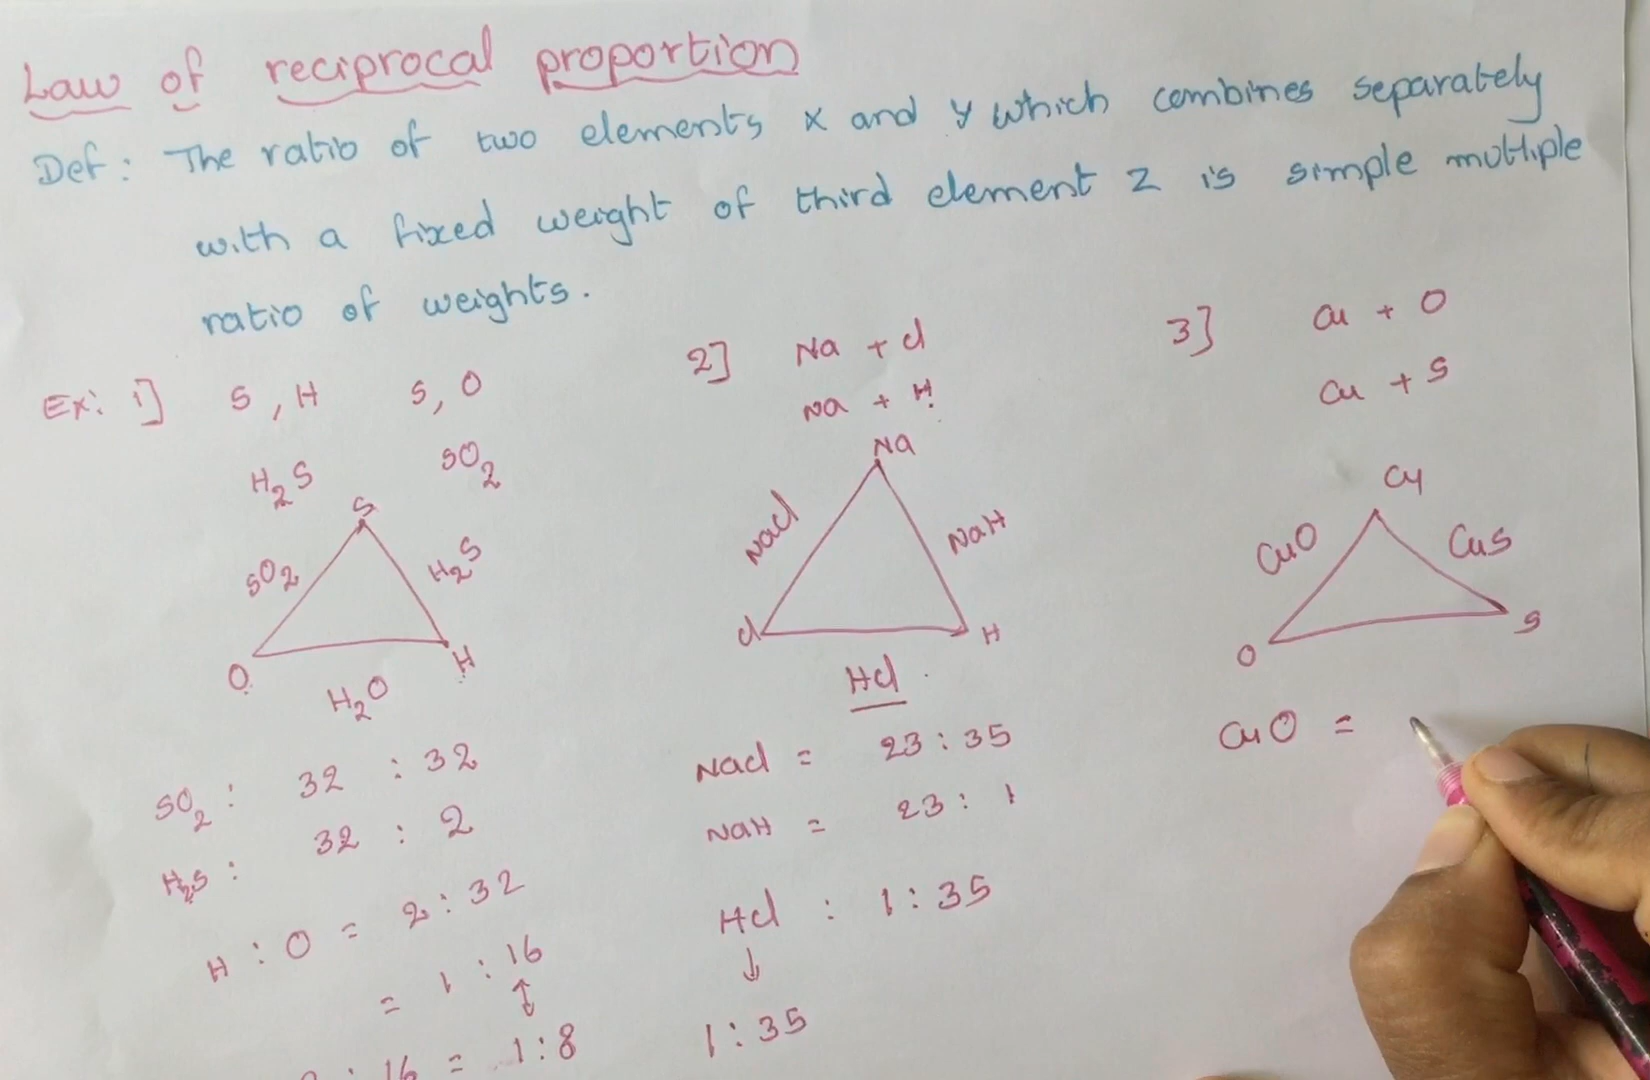 Law of reciprocal proportion
Def: The ratio of two elements x and y which combines separately
with a fixed weight of third element z is simple multiple
ratio of weights.
Ex: 1] S, H S, O
H2S SO2
S
SO2 H2S
O H
H2O
SO2 : 32 : 32
H2S : 32 : 2
H : O = 2 : 32
= 1 : 16
↕
: 16 = 1:8
2] Na + Cl
Na + H
Na
NaCl NaH
Cl H
HCl
NaCl = 23 : 35
NaH = 23 : 1
HCl : 1 : 35
↓
1 : 35
3] Cu + O
Cu + S
Cu
CuO CuS
O S
CuO =